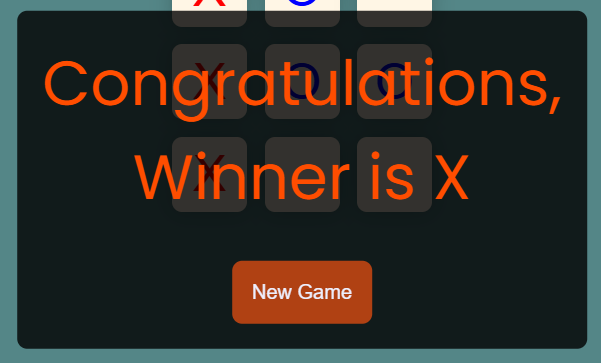 X O
X O O
Congratulations,
X
Winner is X
New Game